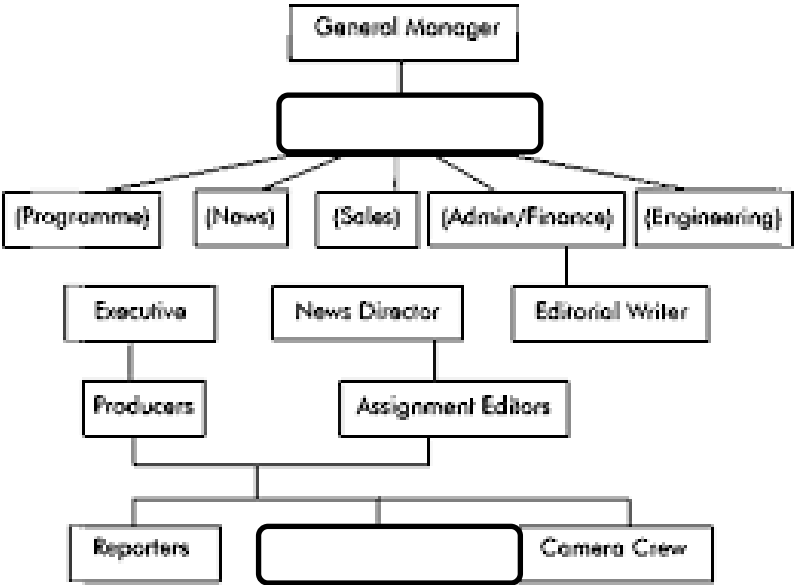 General Manager
(Programme) (News) (Sales) (Admin/Finance) (Engineering)
Executive News Director Editorial Writer
Producers Assignment Editors
Reporters Camera Crew